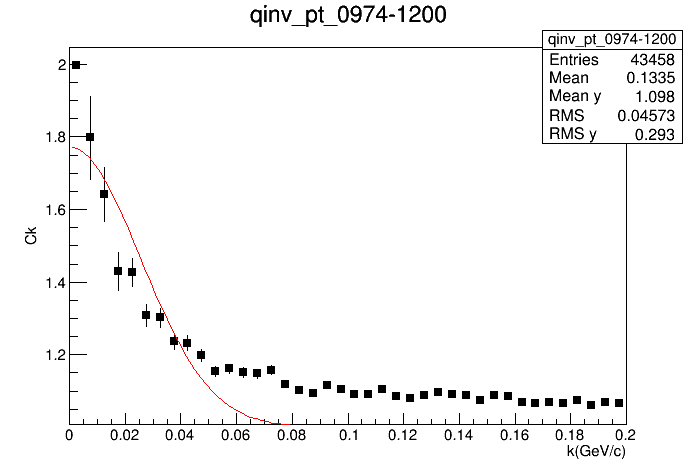 qinv_pt_0974-1200
qinv_pt_0974-1200
Entries 43458
Mean 0.1335
Mean y 1.098
RMS 0.04573
RMS y 0.293
Ck
2
1.8
1.6
1.4
1.2
0 0.02 0.04 0.06 0.08 0.1 0.12 0.14 0.16 0.18 0.2
k(GeV/c)